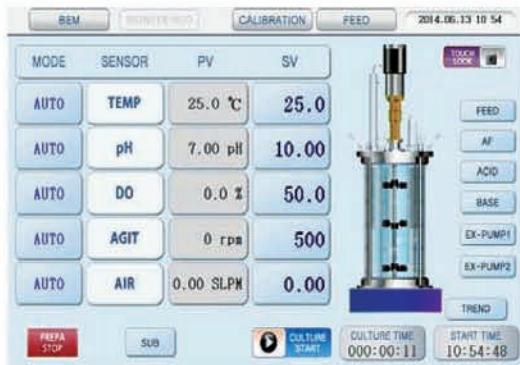 BEM CALIBRATION FEED 2014.06.13 10 54
MODE SENSOR PV SV TOUCH LOCK
AUTO TEMP 25.0 ℃ 25.0 FEED
AUTO pH 7.00 pH 10.00 AF
ACID
AUTO DO 0.0 % 50.0 BASE
AUTO AGIT 0 rpm 500 EX-PUMP1
EX-PUMP2
AUTO AIR 0.00 SLPM 0.00
TREND
PREPA STOP SUB CULTURE START CULTURE TIME START TIME
000:00:11 10:54:48